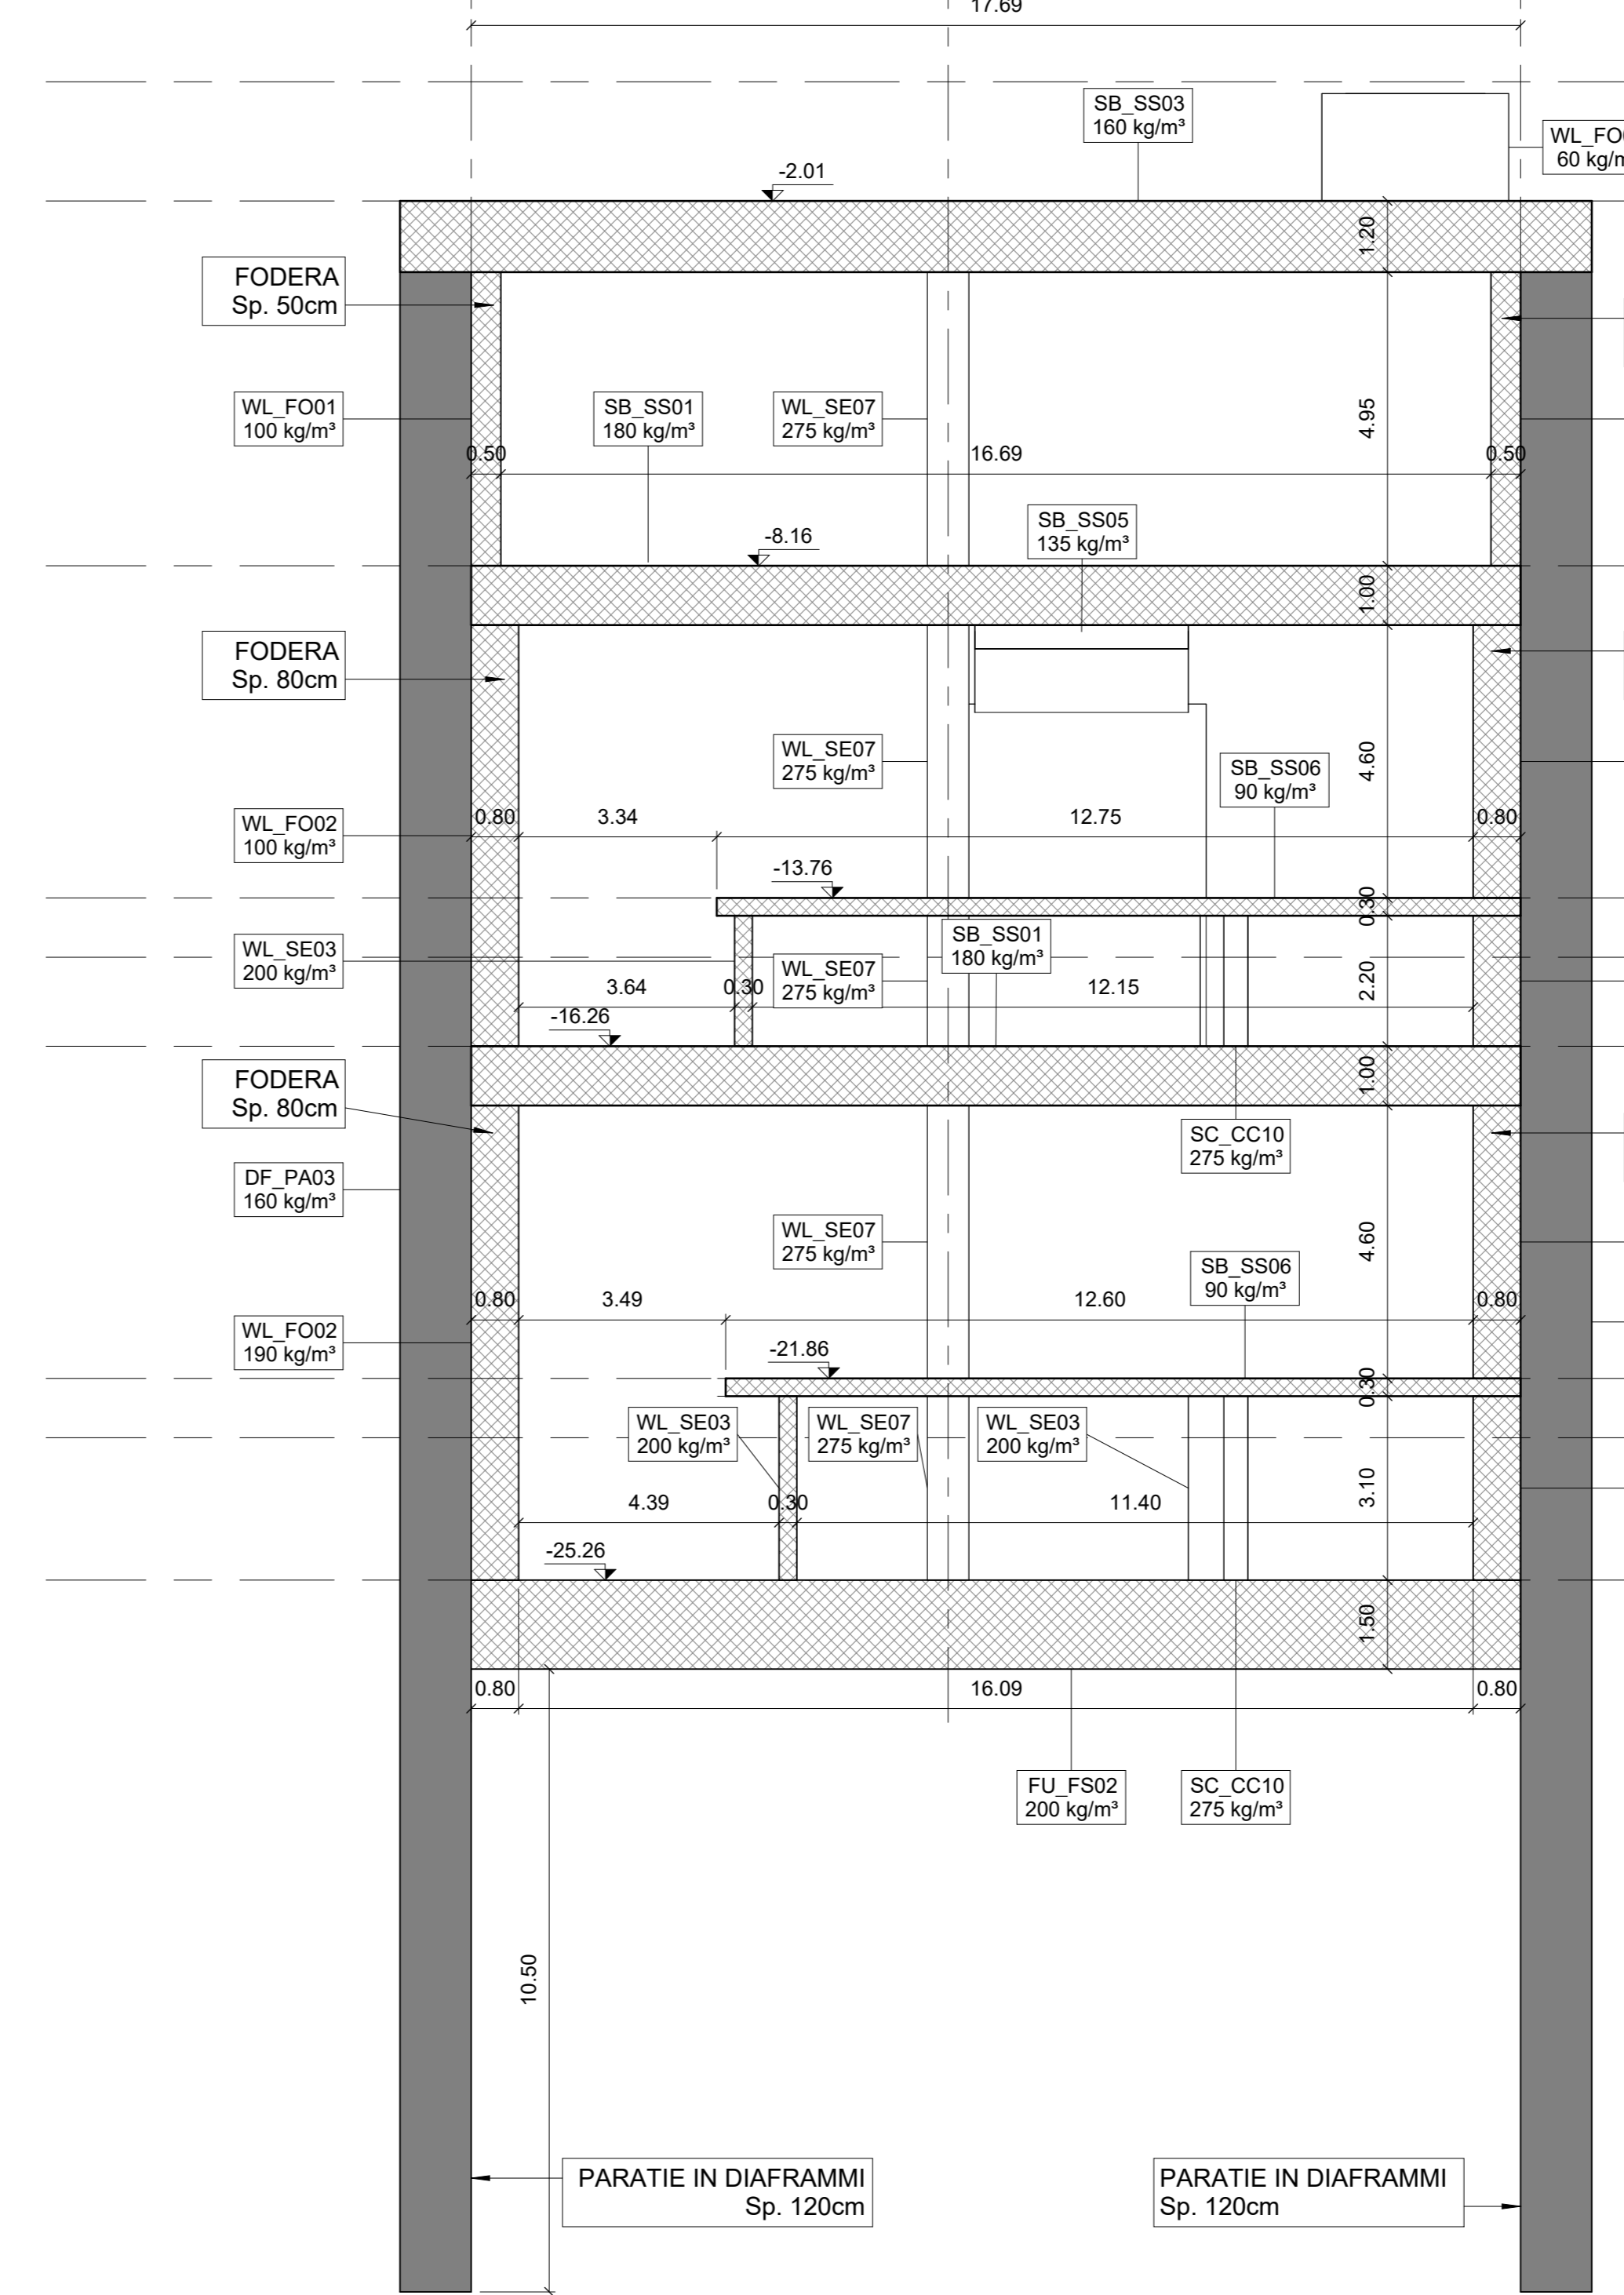 17.69
SB_SS03
160 kg/m³
60 kg/m
-2.01
1.20
FODERA
Sp. 50cm
WL_FO01
100 kg/m³
SB_SS01
180 kg/m³
WL_SE07
275 kg/m³
4.95
0.50
16.69
0.50
SB_SS05
135 kg/m³
-8.16
1.00
FODERA
Sp. 80cm
WL_SE07
275 kg/m³
4.60
SB_SS06
90 kg/m³
WL_FO02
100 kg/m³
0.80
3.34
12.75
0.80
-13.76
0.30
WL_SE03
200 kg/m³
SB_SS01
180 kg/m³
WL_SE07
275 kg/m³
2.20
3.64
0.30
12.15
-16.26
1.00
FODERA
Sp. 80cm
SC_CC10
275 kg/m³
DF_PA03
160 kg/m³
WL_SE07
275 kg/m³
4.60
SB_SS06
90 kg/m³
0.80
3.49
12.60
0.80
WL_FO02
190 kg/m³
-21.86
0.30
WL_SE03
200 kg/m³
WL_SE07
275 kg/m³
WL_SE03
200 kg/m³
3.10
4.39
0.30
11.40
-25.26
1.50
0.80
16.09
0.80
FU_FS02
200 kg/m³
SC_CC10
275 kg/m³
10.50
PARATIE IN DIAFRAMMI
Sp. 120cm
PARATIE IN DIAFRAMMI
Sp. 120cm